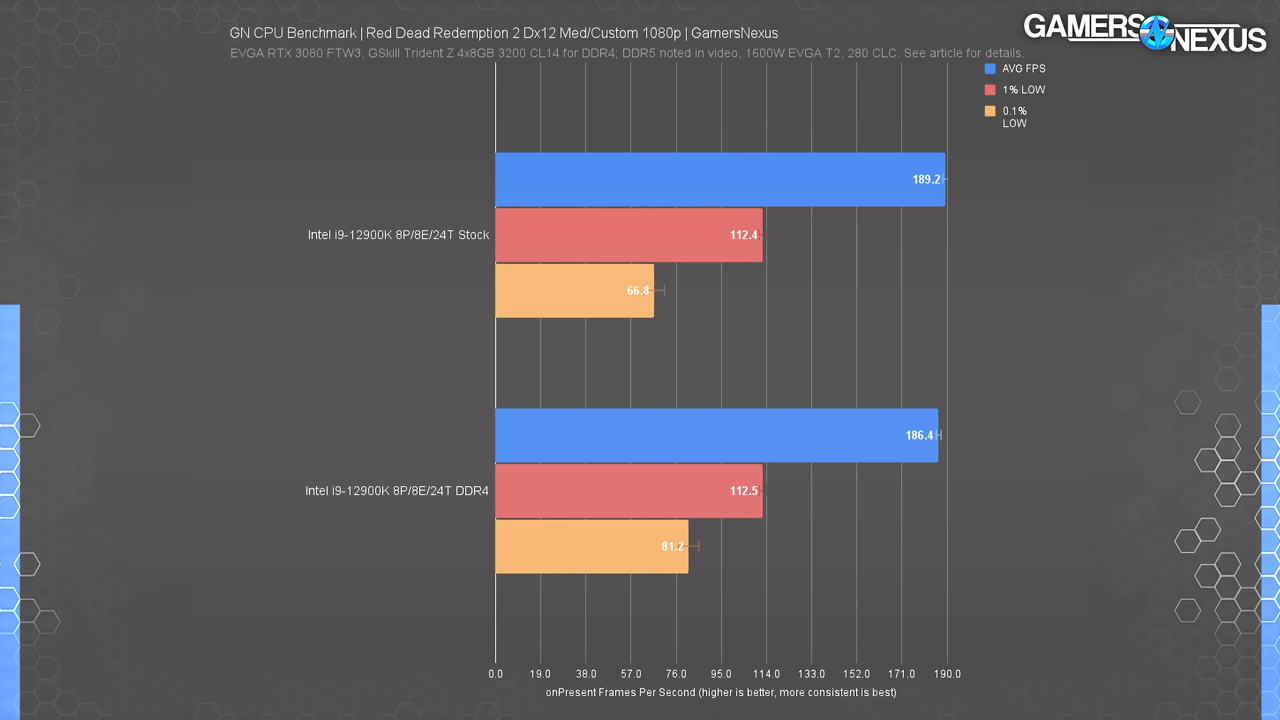 GN CPU Benchmark | Red Dead Redemption 2 Dx12 Med/Custom 1080p | GamersNexus
EVGA RTX 3080 FTW3, GSkill Trident Z 4x8GB 3200 CL14 for DDR4; DDR5 noted in video, 1600W EVGA T2, 280 CLC. See article for details.
GAMERS NEXUS
AVG FPS
1% LOW
0.1%
LOW
189.2
Intel i9-12900K 8P/8E/24T Stock
112.4
66.8
186.4
Intel i9-12900K 8P/8E/24T DDR4
112.5
81.2
0.0 19.0 38.0 57.0 76.0 95.0 114.0 133.0 152.0 171.0 190.0
onPresent Frames Per Second (higher is better, more consistent is best)